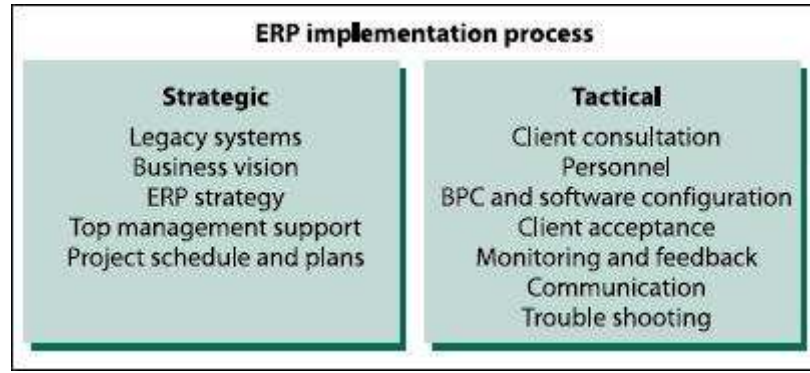 ERP implementation process
Strategic
Legacy systems
Business vision
ERP strategy
Top management support
Project schedule and plans
Tactical
Client consultation
Personnel
BPC and software configuration
Client acceptance
Monitoring and feedback
Communication
Trouble shooting